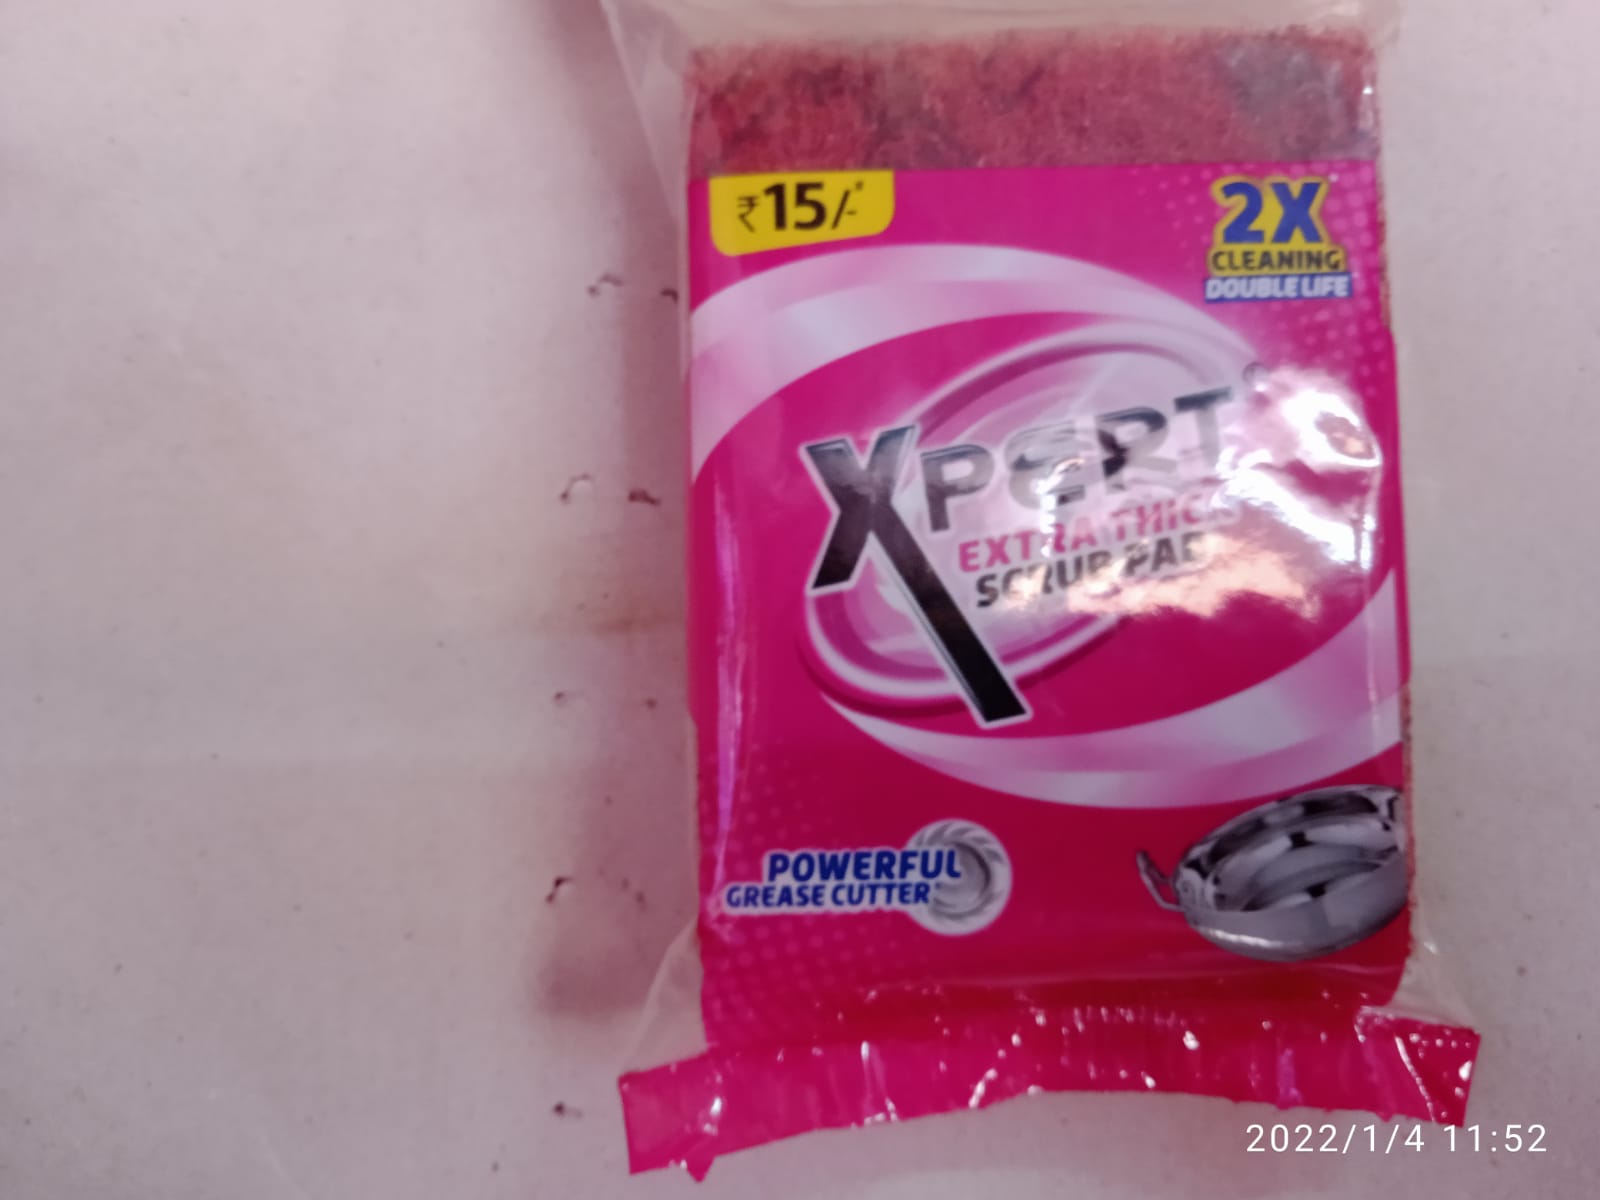 ₹15/-*
2X
CLEANING
DOUBLE LIFE
XPERT®
EXTRA THICK
SCRUB PAD
POWERFUL
GREASE CUTTER
2022/1/4 11:52